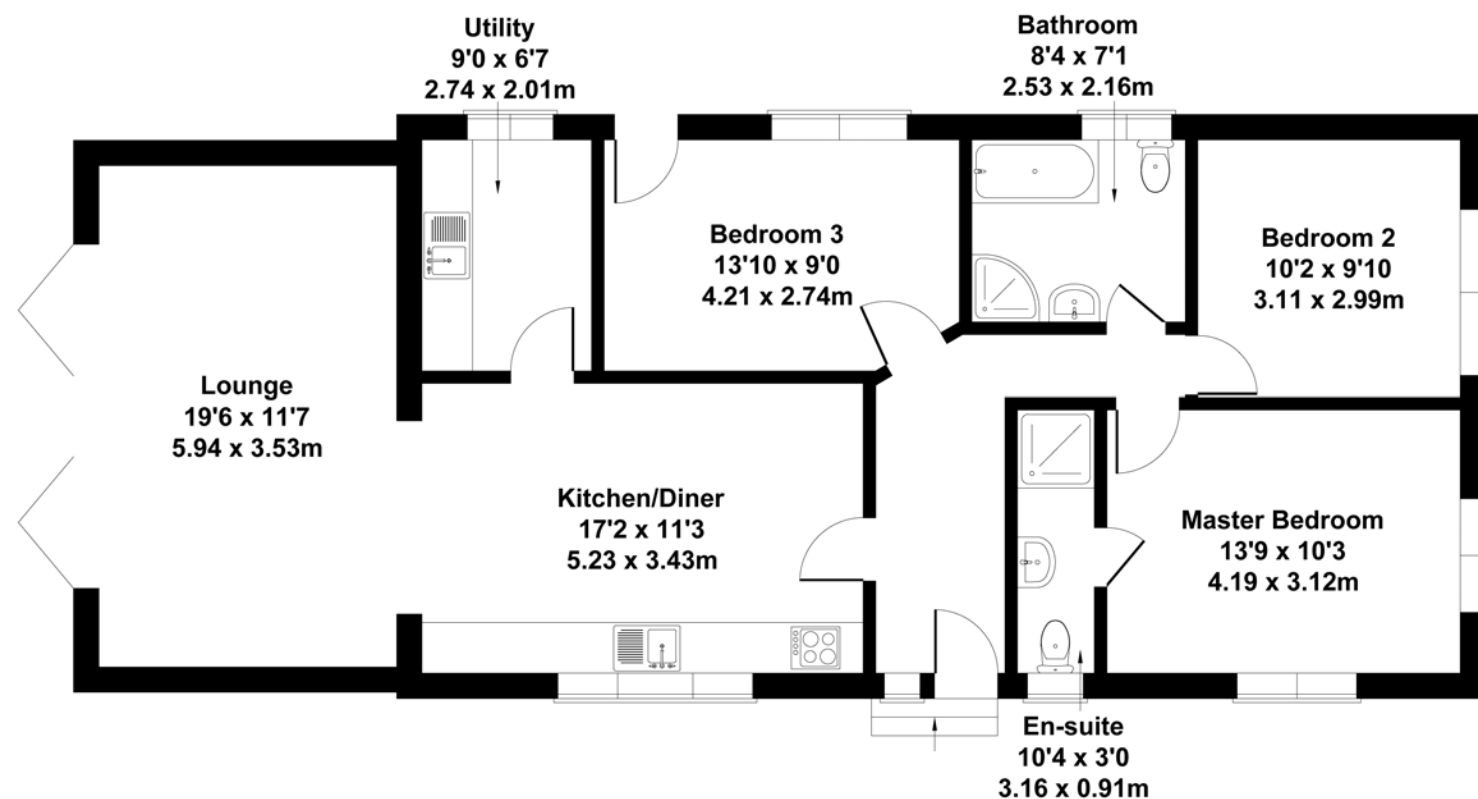 Utility
9'0 x 6'7
2.74 x 2.01m
Bathroom
8'4 x 7'1
2.53 x 2.16m
Bedroom 3
13'10 x 9'0
4.21 x 2.74m
Bedroom 2
10'2 x 9'10
3.11 x 2.99m
Lounge
19'6 x 11'7
5.94 x 3.53m
Kitchen/Diner
17'2 x 11'3
5.23 x 3.43m
Master Bedroom
13'9 x 10'3
4.19 x 3.12m
En-suite
10'4 x 3'0
3.16 x 0.91m